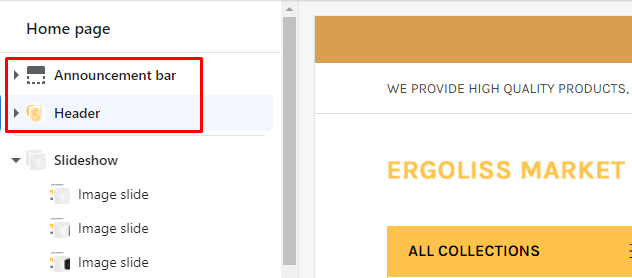 Home page
Announcement bar
Header
Slideshow
Image slide
Image slide
Image slide
WE PROVIDE HIGH QUALITY PRODUCTS,
ERGOLISS MARKET
ALL COLLECTIONS